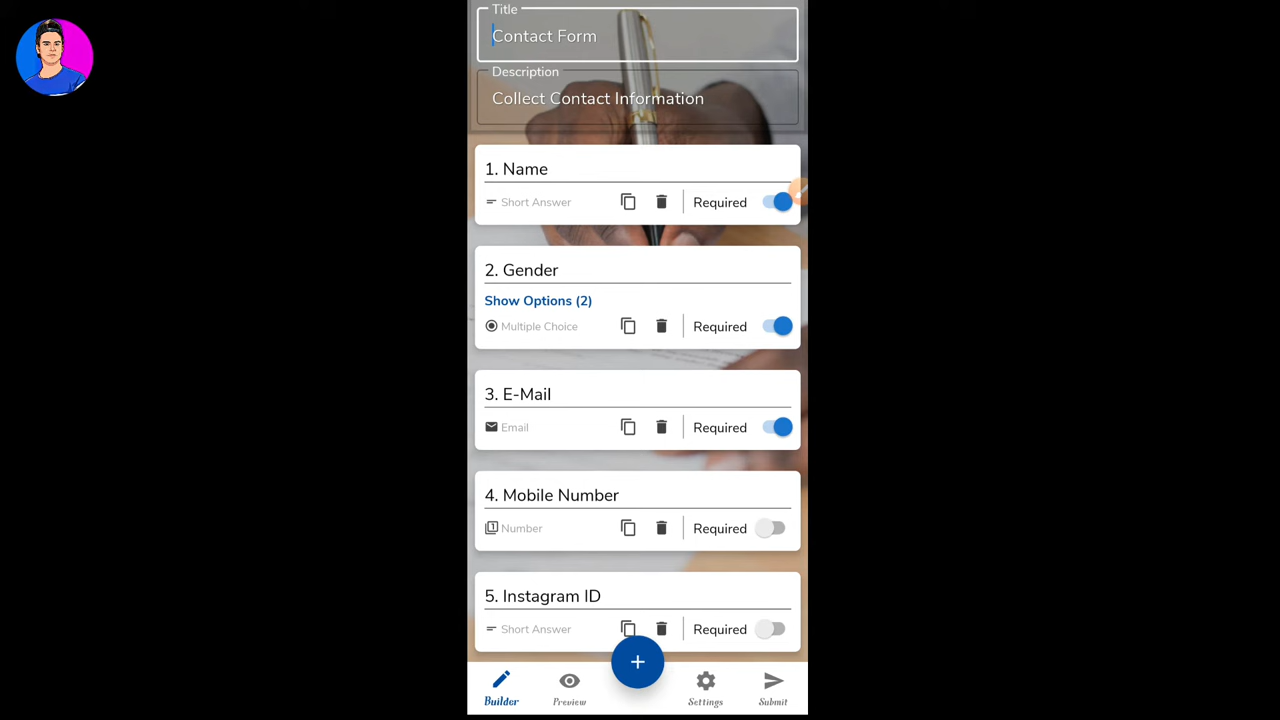 Title
Contact Form
Description
Collect Contact Information
1. Name
Short Answer
Required
2. Gender
Show Options (2)
Multiple Choice
Required
3. E-Mail
Email
Required
4. Mobile Number
1 Number
Required
5. Instagram ID
Short Answer
Required
+
Builder
Preview
Settings
Submit